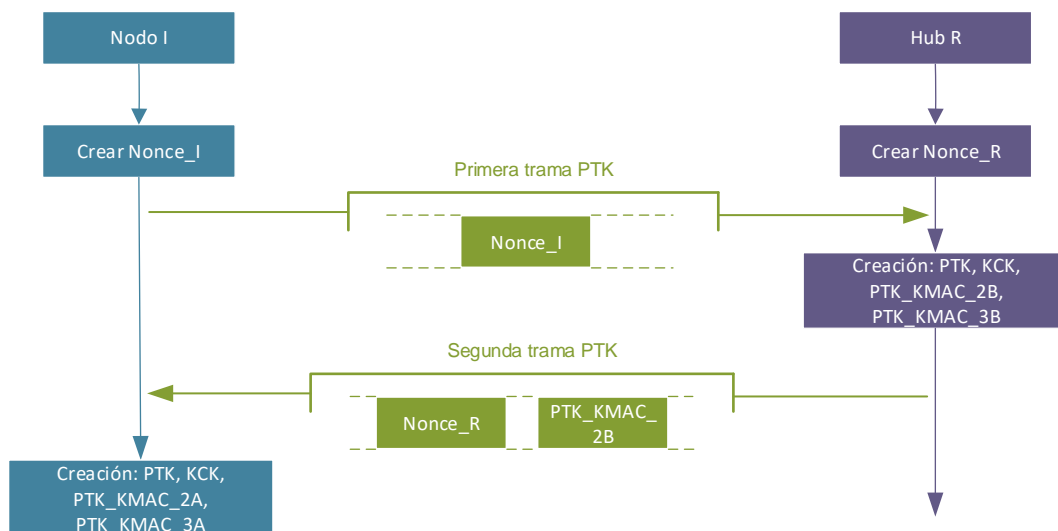 Nodo I
Hub R
Crear Nonce_I
Crear Nonce_R
Primera trama PTK
Nonce_I
Creación: PTK, KCK,
PTK_KMAC_2B,
PTK_KMAC_3B
Segunda trama PTK
Nonce_R
PTK_KMAC_
2B
Creación: PTK, KCK,
PTK_KMAC_2A,
PTK_KMAC_3A